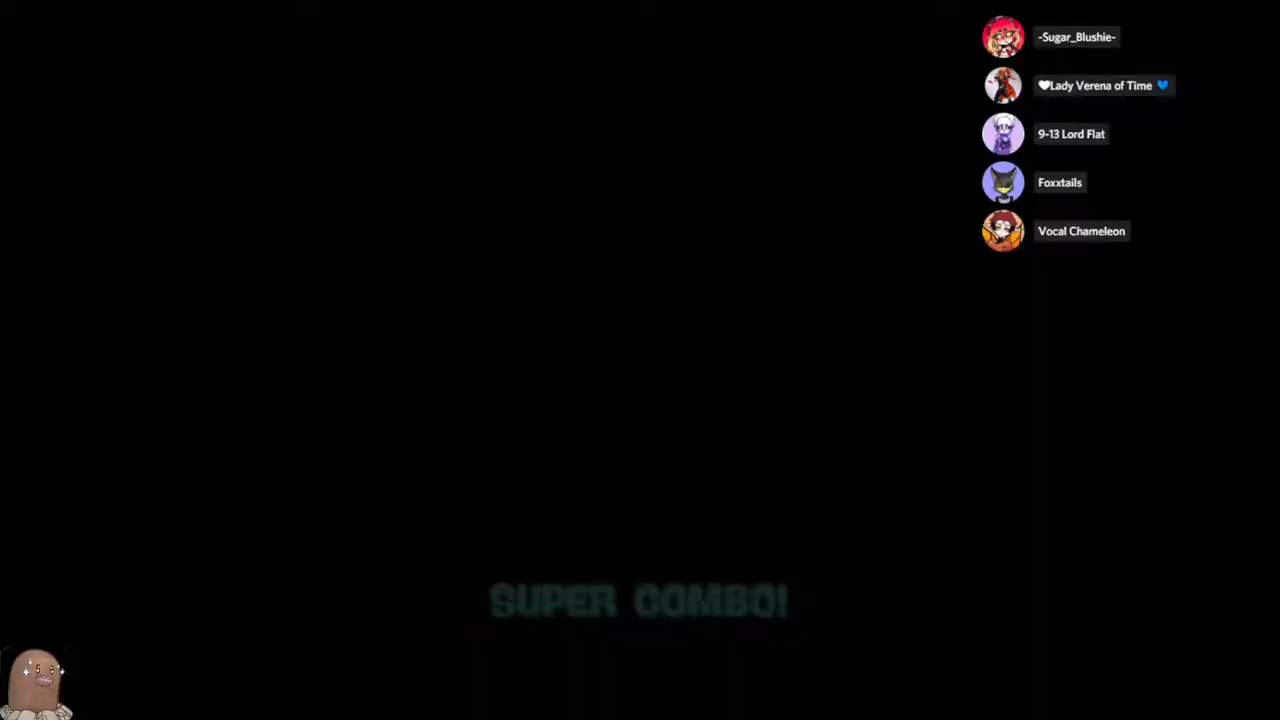 -Sugar_Blushie-
🤍Lady Verena of Time 💙
9-13 Lord Flat
Foxxtails
Vocal Chameleon
SUPER COMBO!